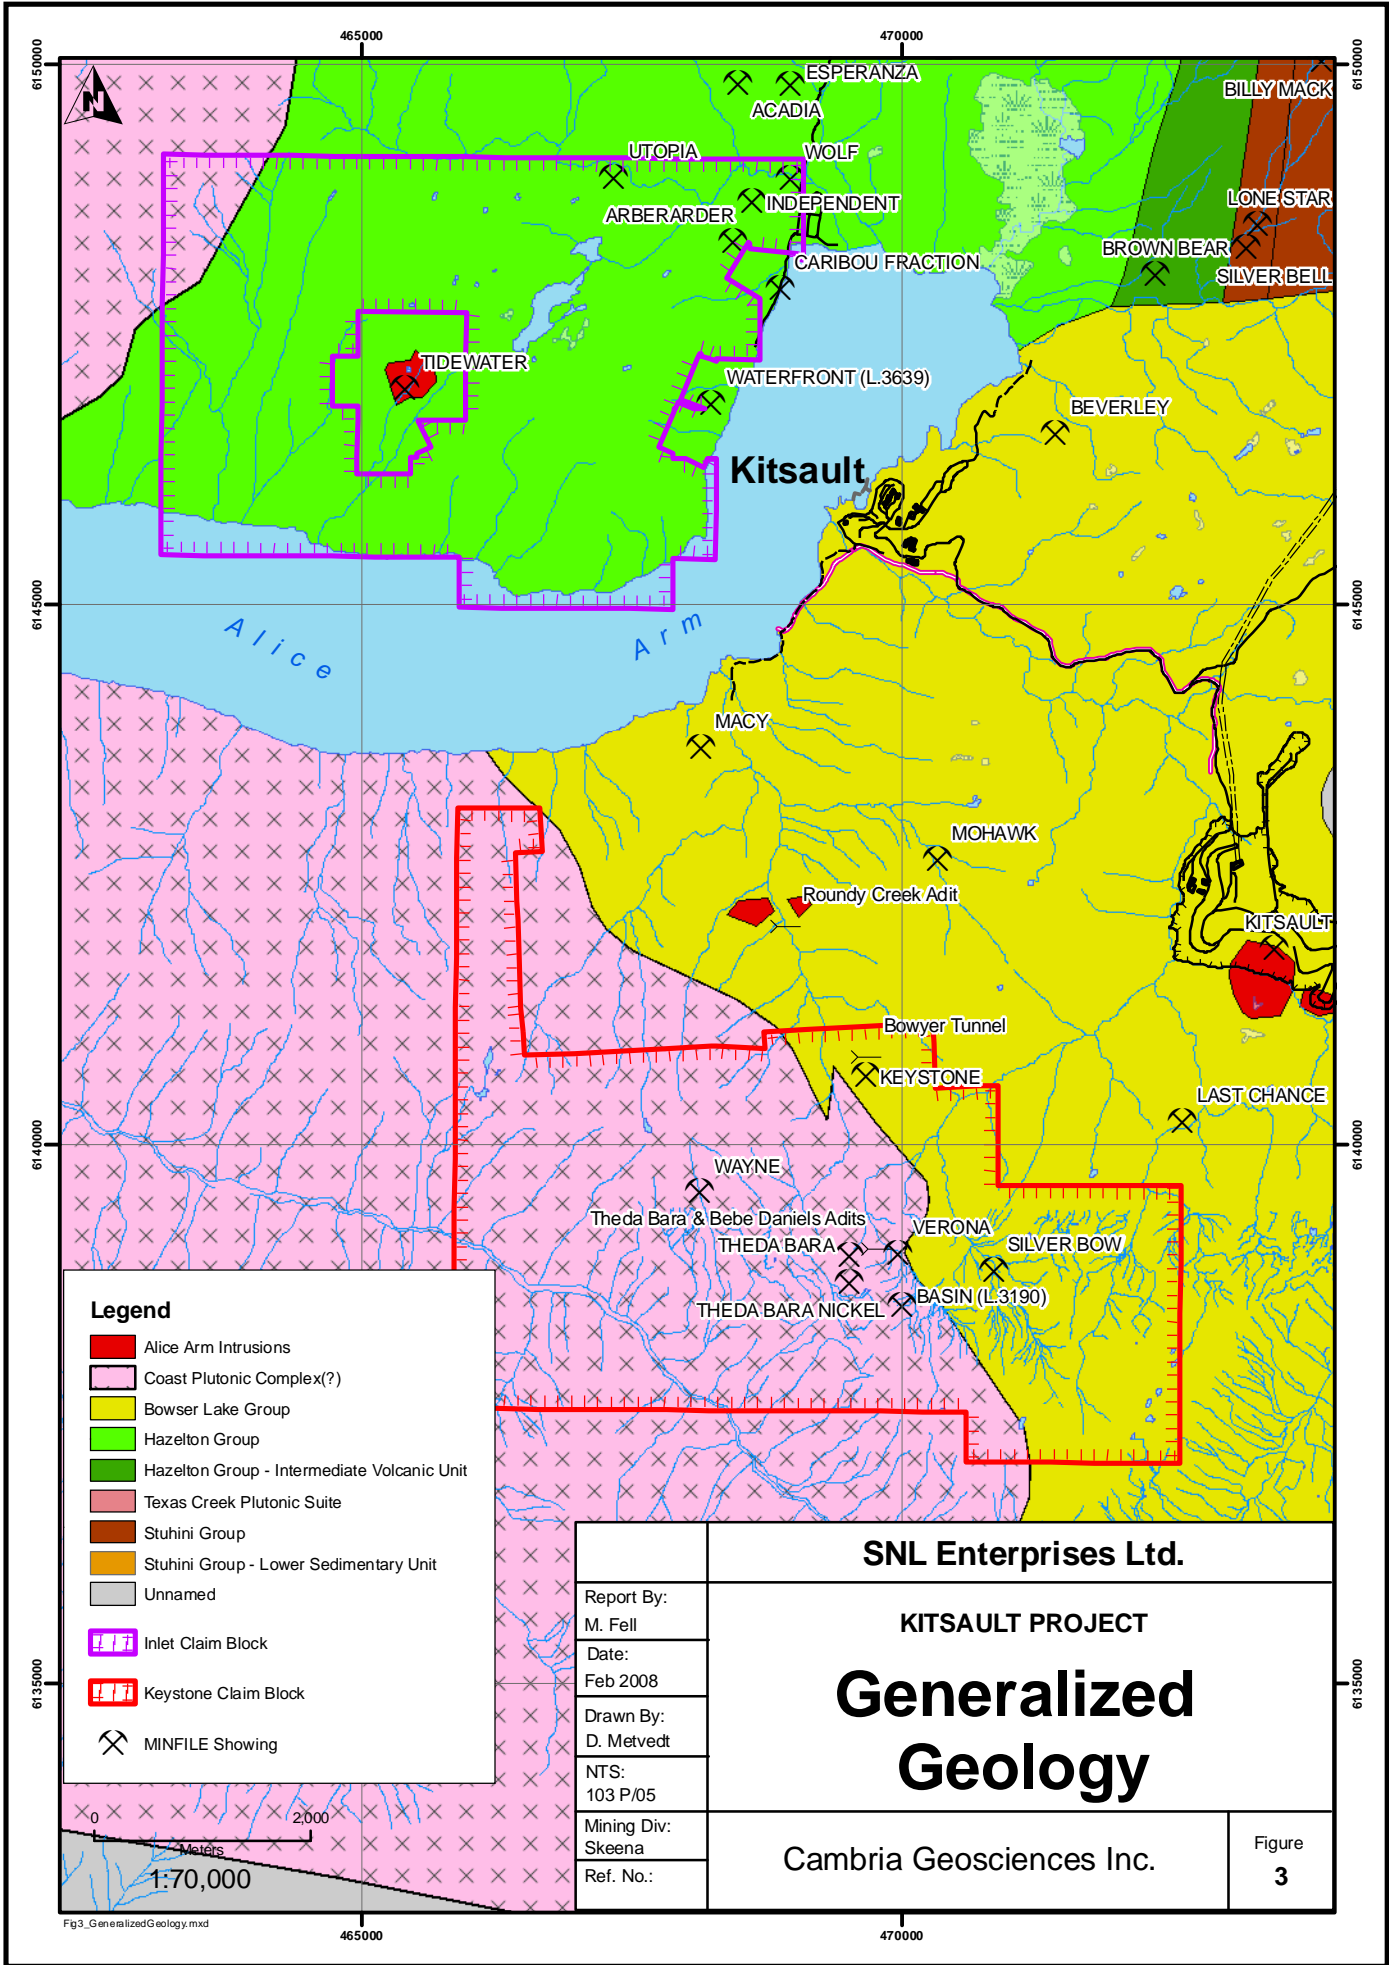 465000
470000
6150000
6150000
N
ESPERANZA
ACADIA
BILLY MACK
UTOPIA
WOLF
LONE STAR
INDEPENDENT
ARBERARDER
BROWN BEAR
CARIBOU FRACTION
SILVER BELL
TIDEWATER
WATERFRONT (L.3639)
BEVERLEY
Kitsault
6145000
6145000
Alice
Arm
MACY
MOHAWK
Roundy Creek Adit
KITSAULT
Bowyer Tunnel
KEYSTONE
LAST CHANCE
6140000
6140000
WAYNE
Theda Bara & Bebe Daniels Adits
VERONA
THEDA BARA
SILVER BOW
BASIN (L.3190)
THEDA BARA NICKEL
Legend
Alice Arm Intrusions
Coast Plutonic Complex(?)
Bowser Lake Group
Hazelton Group
Hazelton Group - Intermediate Volcanic Unit
Texas Creek Plutonic Suite
Stuhini Group
Stuhini Group - Lower Sedimentary Unit
Unnamed
Inlet Claim Block
Keystone Claim Block
MINFILE Showing
0 2,000
Meters
1:70,000
6135000
6135000
SNL Enterprises Ltd.
Report By:
M. Fell
Date:
Feb 2008
Drawn By:
D. Metvedt
NTS:
103 P/05
Mining Div:
Skeena
Ref. No.:
KITSAULT PROJECT
Generalized
Geology
Cambria Geosciences Inc.
Figure
3
Fig3_GeneralizedGeology.mxd
465000
470000